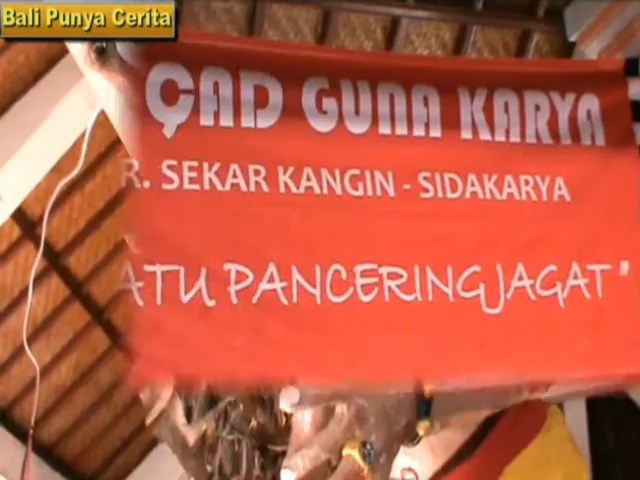 Bali Punya Cerita
ÇAD GUNA KARYA
R. SEKAR KANGIN - SIDAKARYA
ATU PANCERINGJAGAT"